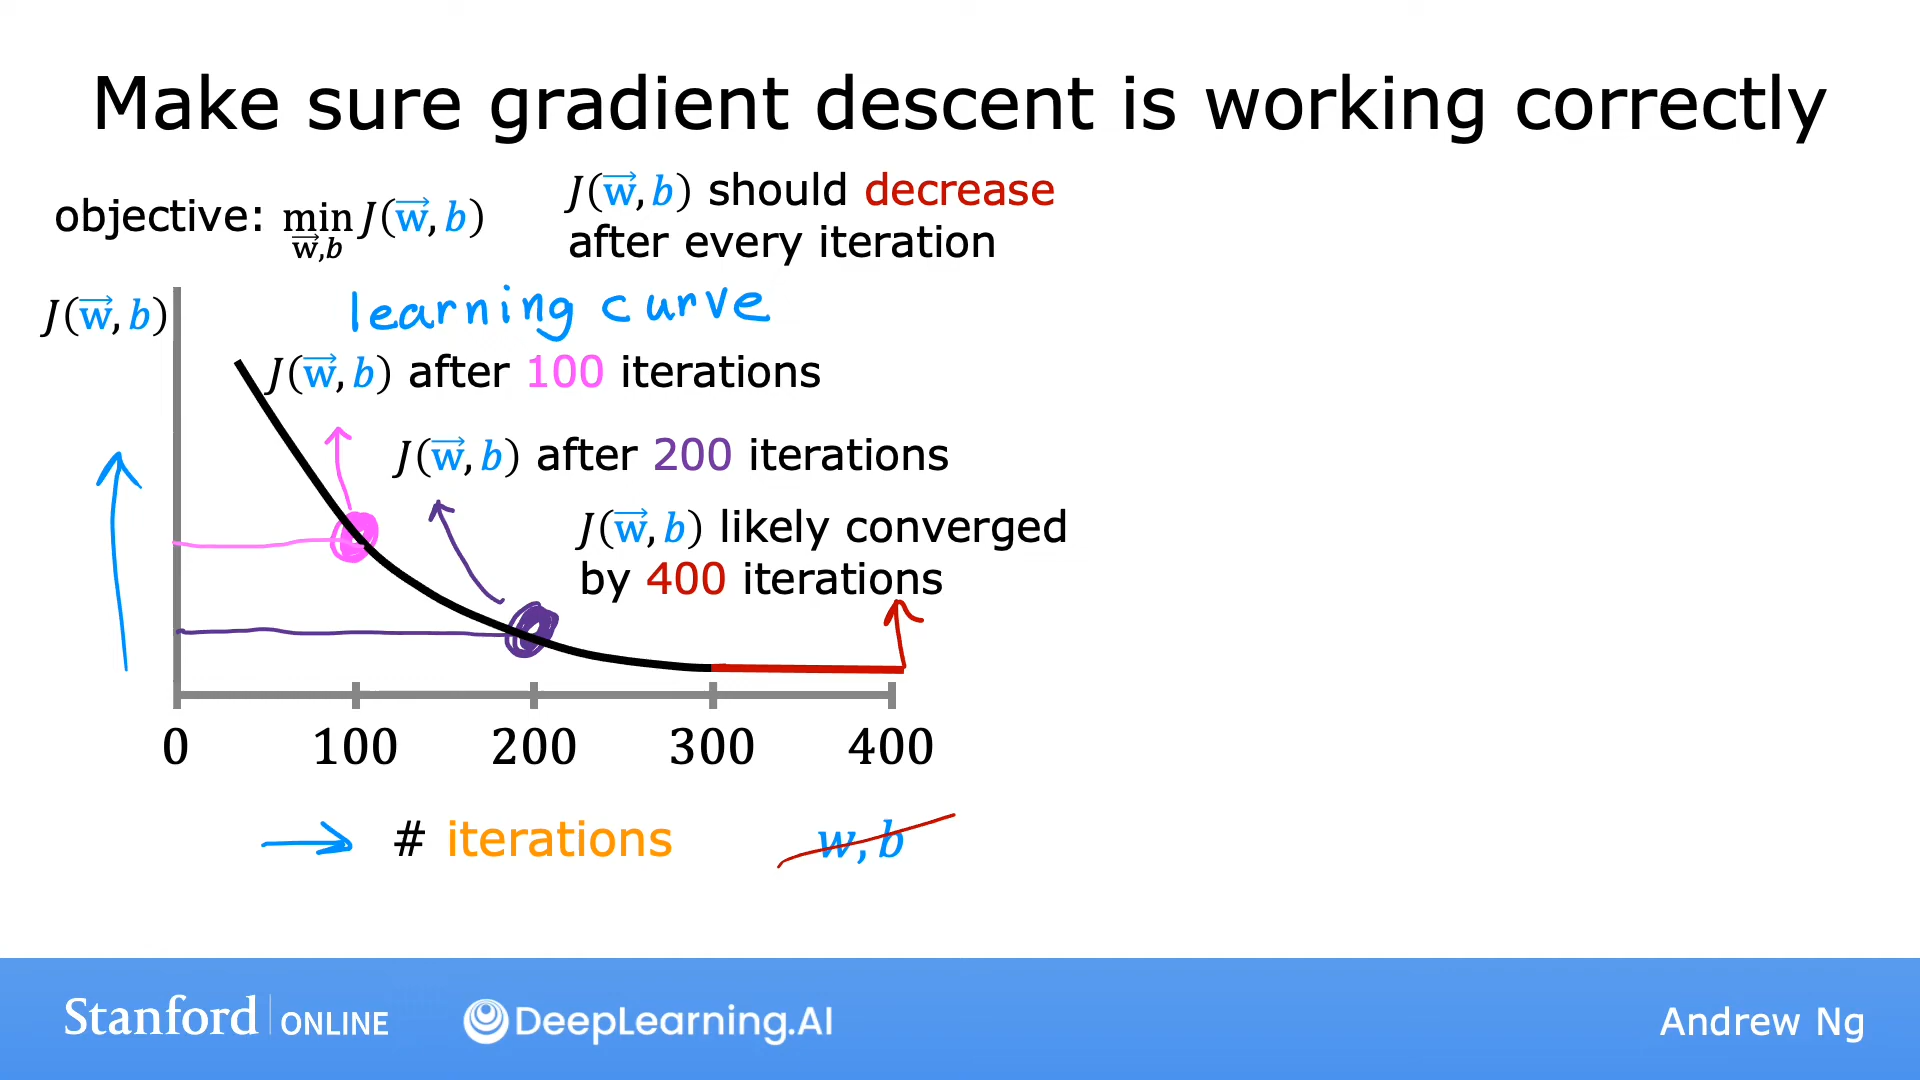 Make sure gradient descent is working correctly
objective: min J(w⃗, b)
w⃗,b
J(w⃗, b) should decrease
after every iteration
J(w⃗, b)
learning curve
J(w⃗, b) after 100 iterations
J(w⃗, b) after 200 iterations
J(w⃗, b) likely converged
by 400 iterations
0 100 200 300 400
# iterations
w, b
Stanford | ONLINE
DeepLearning.AI
Andrew Ng